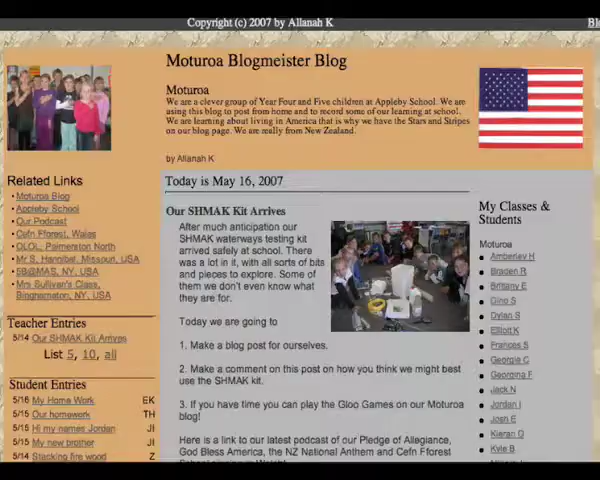 Copyright (c) 2007 by Allanah K
Moturoa Blogmeister Blog
Moturoa
We are a clever group of Year Four and Five children at Appleby School. We are
using this blog to post from home and to record some of our learning at school.
We are learning about living in America that is why we have the Stars and Stripes
on our blog page. We are really from New Zealand.
by Allanah K
Related Links
• Moturoa Blog
• Appleby School
• Our Podcast
• Cefn Fforest, Wales
• OLOL, Palmerston North
• Mr S, Hannibal, Missouri, USA
• 5B@MAS, NY, USA
• Mrs Sullivan's Class,
Binghamton, NY, USA
Teacher Entries
5/14 Our SHMAK Kit Arrives
List 5, 10, all
Student Entries
5/16 My Home Work EK
5/15 Our homework TH
5/15 Hi my names Jordan JI
5/15 My new brother JI
5/14 Stacking fire wood Z
Today is May 16, 2007
Our SHMAK Kit Arrives
After much anticipation our
SHMAK waterways testing kit
arrived safely at school. There
was a lot in it, with all sorts of bits
and pieces to explore. Some of
them we don't even know what
they are for.
Today we are going to
1. Make a blog post for ourselves.
2. Make a comment on this post on how you think we might best
use the SHMAK kit.
3. If you have time you can play the Gloo Games on our Moturoa
blog!
Here is a link to our latest podcast of our Pledge of Allegiance,
God Bless America, the NZ National Anthem and Cefn Fforest
My Classes &
Students
Moturoa
• Amberley H
• Braden R
• Brittany E
• Gino S
• Dylan S
• Elliott K
• Frances S
• Georgie C
• Georgina F
• Jack N
• Jordan I
• Josh E
• Kieran G
• Kyle B